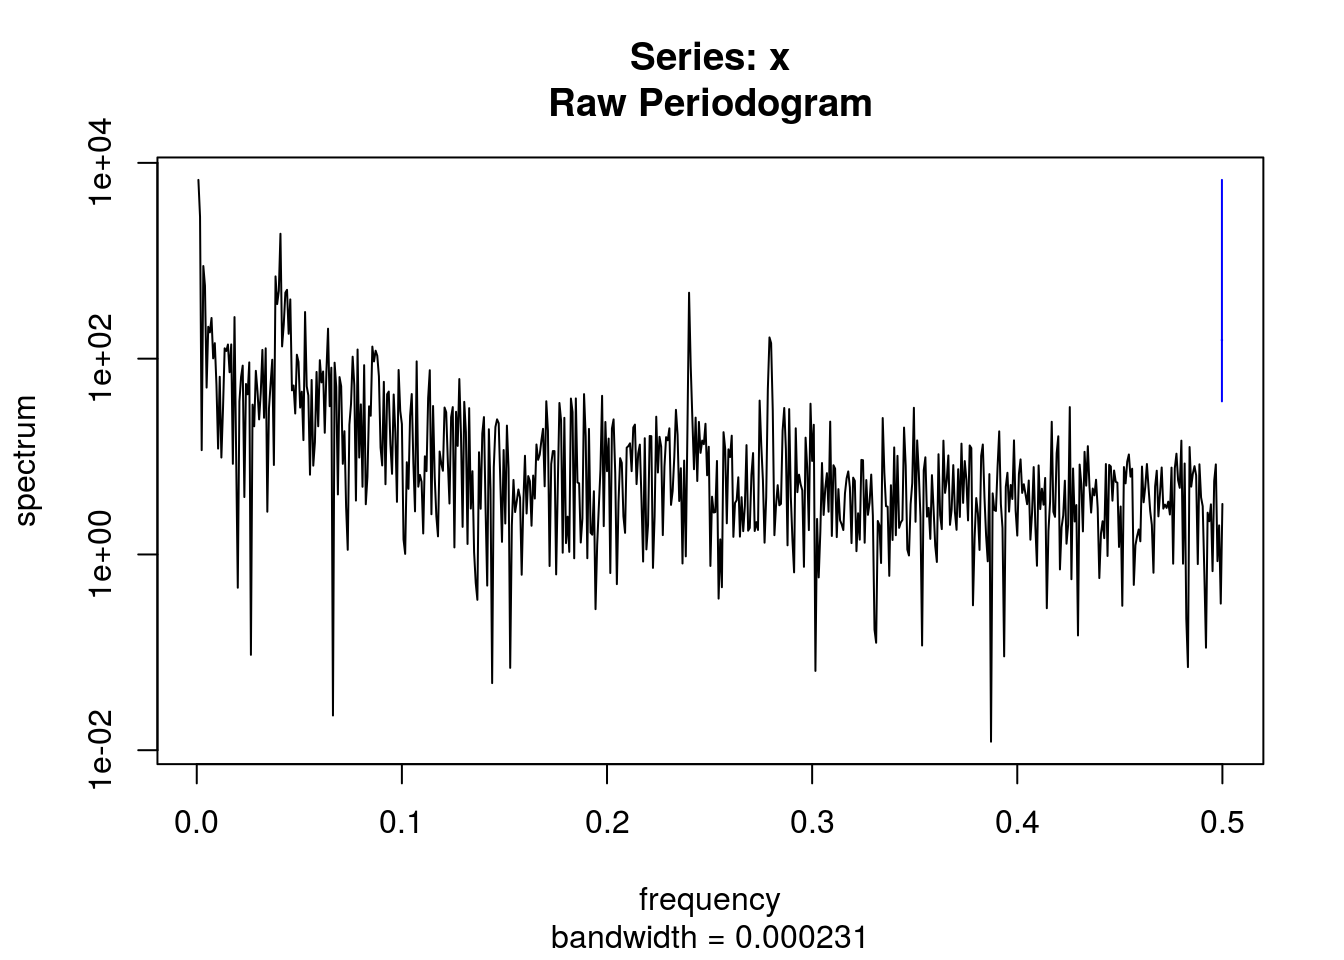 Series: x
Raw Periodogram
1e+04
1e+02
1e+00
1e-02
spectrum
0.0 0.1 0.2 0.3 0.4 0.5
frequency
bandwidth = 0.000231